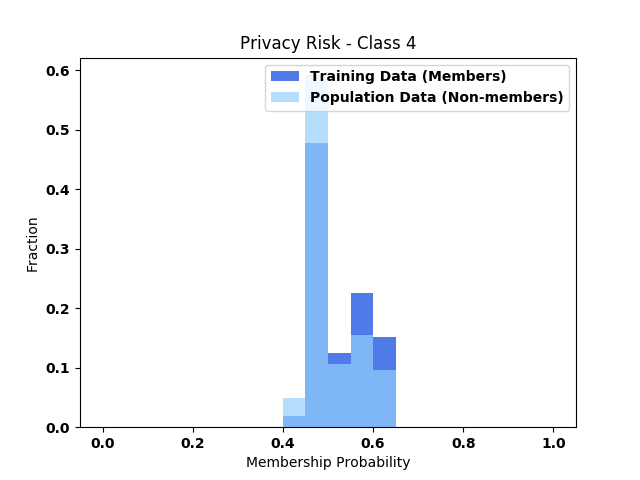 Privacy Risk - Class 4
Training Data (Members)
Population Data (Non-members)
Fraction
0.6
0.5
0.4
0.3
0.2
0.1
0.0
0.0 0.2 0.4 0.6 0.8 1.0
Membership Probability